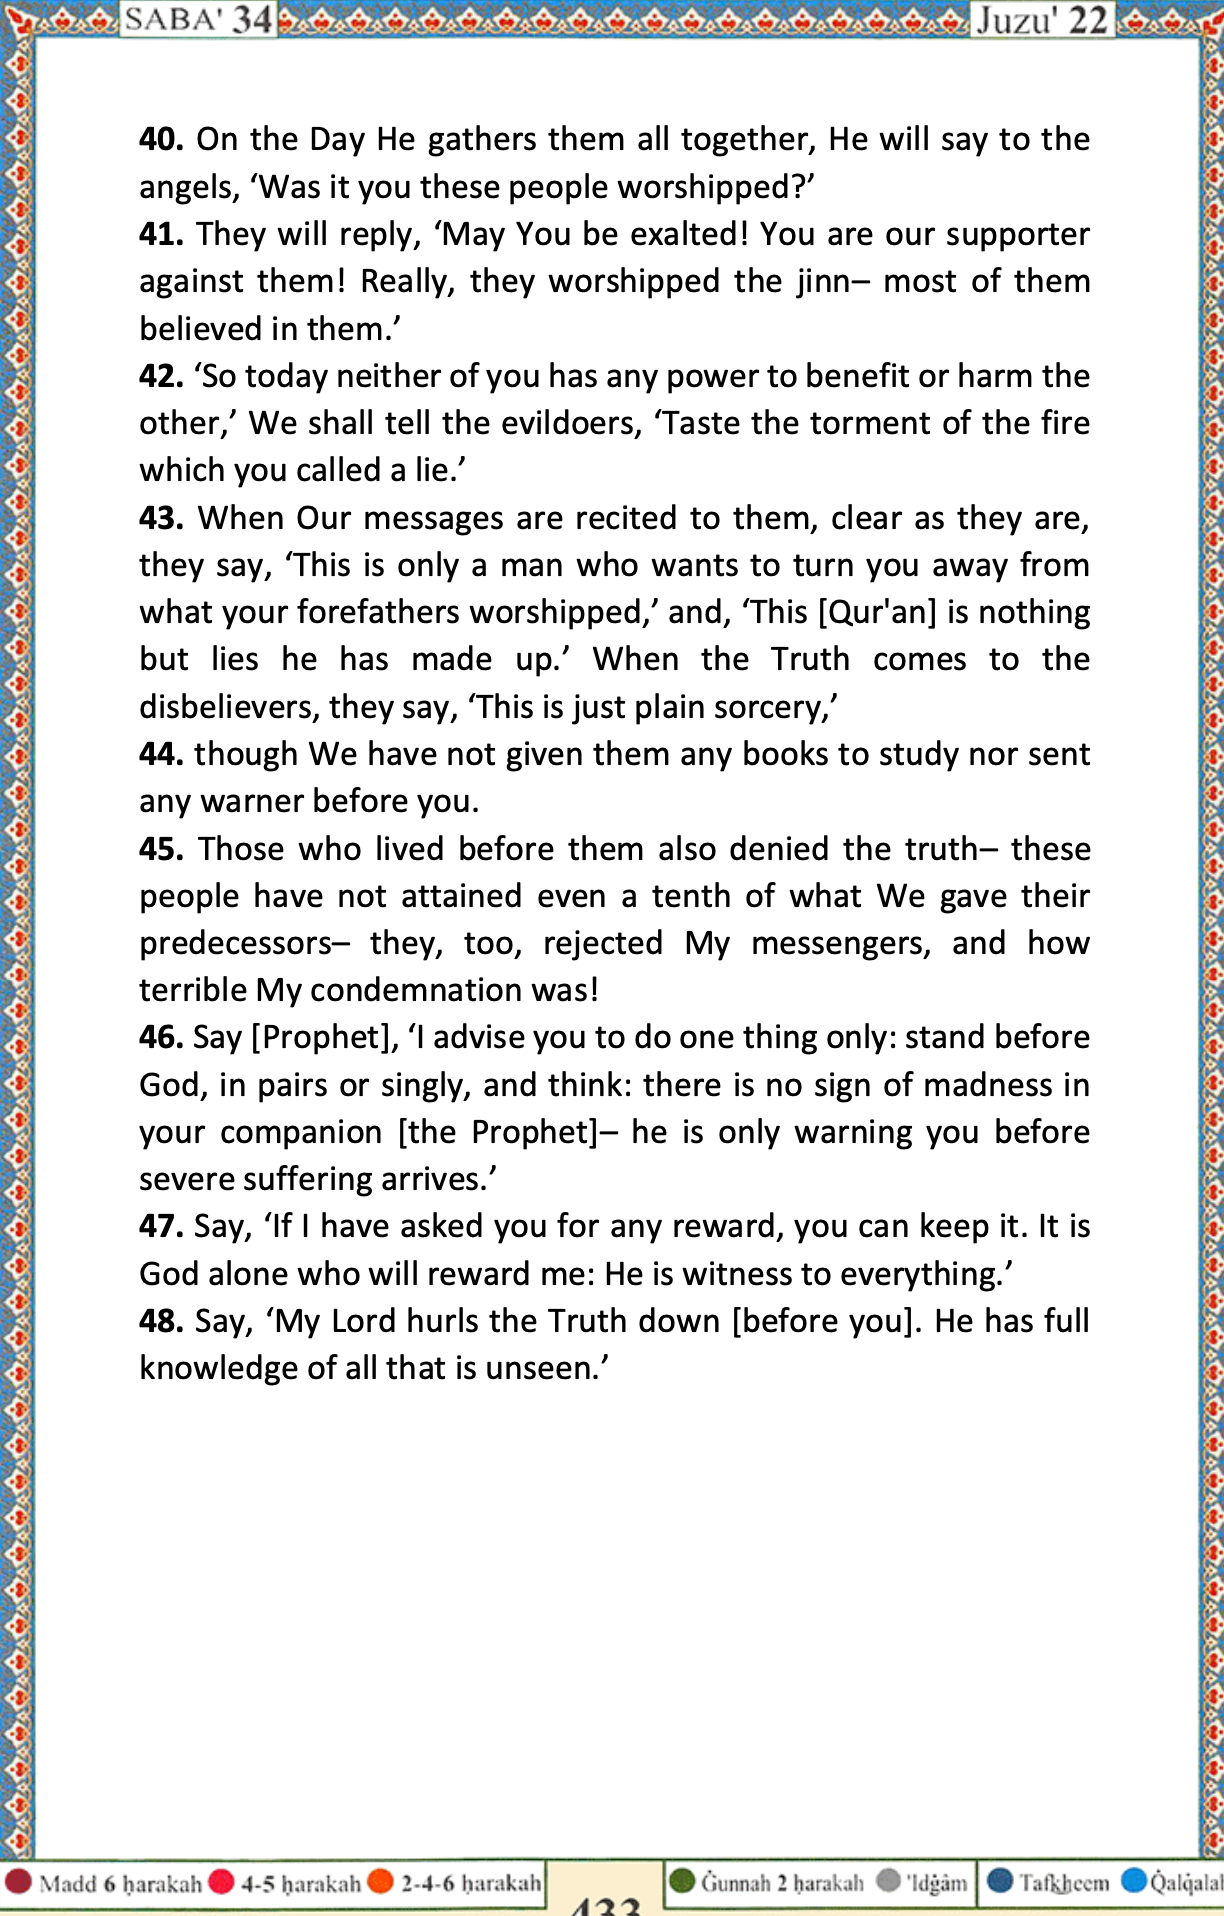 SABA' 34
Juzu' 22
40. On the Day He gathers them all together, He will say to the
angels, ‘Was it you these people worshipped?’
41. They will reply, ‘May You be exalted! You are our supporter
against them! Really, they worshipped the jinn– most of them
believed in them.’
42. ‘So today neither of you has any power to benefit or harm the
other,’ We shall tell the evildoers, ‘Taste the torment of the fire
which you called a lie.’
43. When Our messages are recited to them, clear as they are,
they say, ‘This is only a man who wants to turn you away from
what your forefathers worshipped,’ and, ‘This [Qur'an] is nothing
but lies he has made up.’ When the Truth comes to the
disbelievers, they say, ‘This is just plain sorcery,’
44. though We have not given them any books to study nor sent
any warner before you.
45. Those who lived before them also denied the truth– these
people have not attained even a tenth of what We gave their
predecessors– they, too, rejected My messengers, and how
terrible My condemnation was!
46. Say [Prophet], ‘I advise you to do one thing only: stand before
God, in pairs or singly, and think: there is no sign of madness in
your companion [the Prophet]– he is only warning you before
severe suffering arrives.’
47. Say, ‘If I have asked you for any reward, you can keep it. It is
God alone who will reward me: He is witness to everything.’
48. Say, ‘My Lord hurls the Truth down [before you]. He has full
knowledge of all that is unseen.’
Madd 6 ḥarakah 4-5 ḥarakah 2-4-6 ḥarakah
433
Ġunnah 2 ḥarakah 'Idġâm
Tafk͟heem Q̇alq̇alah